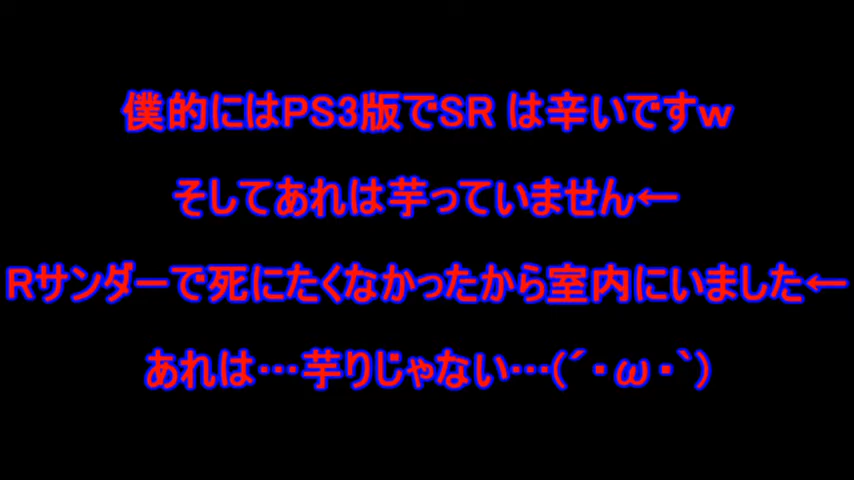 僕的にはPS3版でSR は辛いですｗ
そしてあれは芋っていません←
Rサンダーで死にたくなかったから室内にいました←
あれは…芋りじゃない…(´・ω・`)